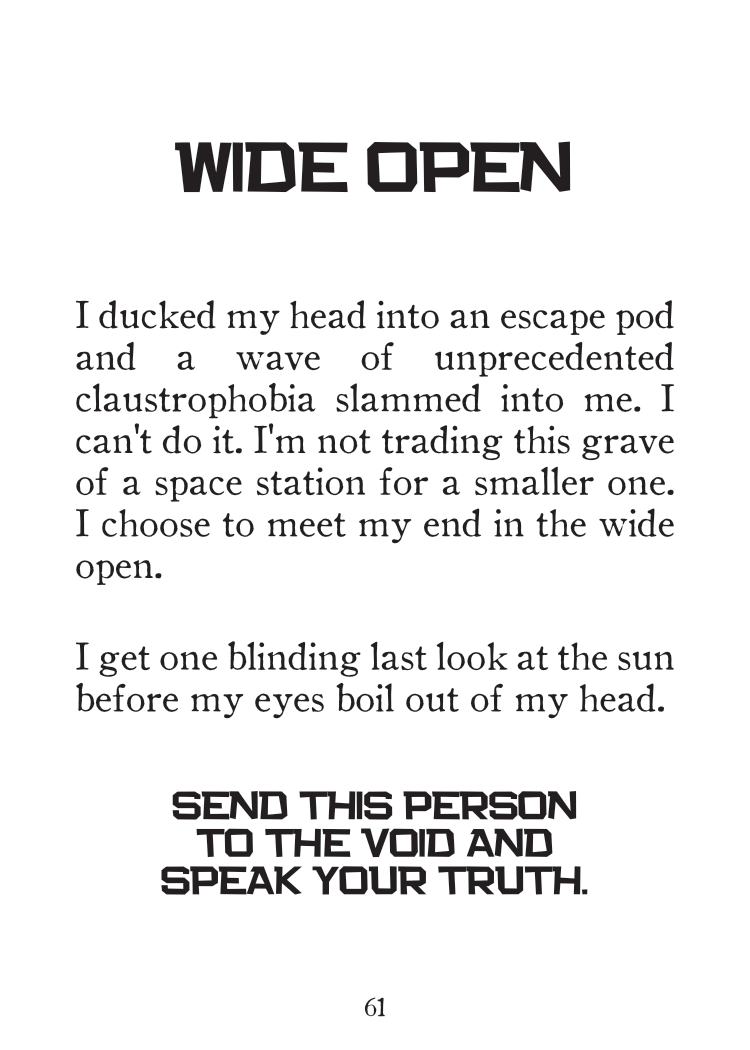 WIDE OPEN
I ducked my head into an escape pod
and a wave of unprecedented
claustrophobia slammed into me. I
can't do it. I'm not trading this grave
of a space station for a smaller one.
I choose to meet my end in the wide
open.
I get one blinding last look at the sun
before my eyes boil out of my head.
SEND THIS PERSON
TO THE VOID AND
SPEAK YOUR TRUTH.
61